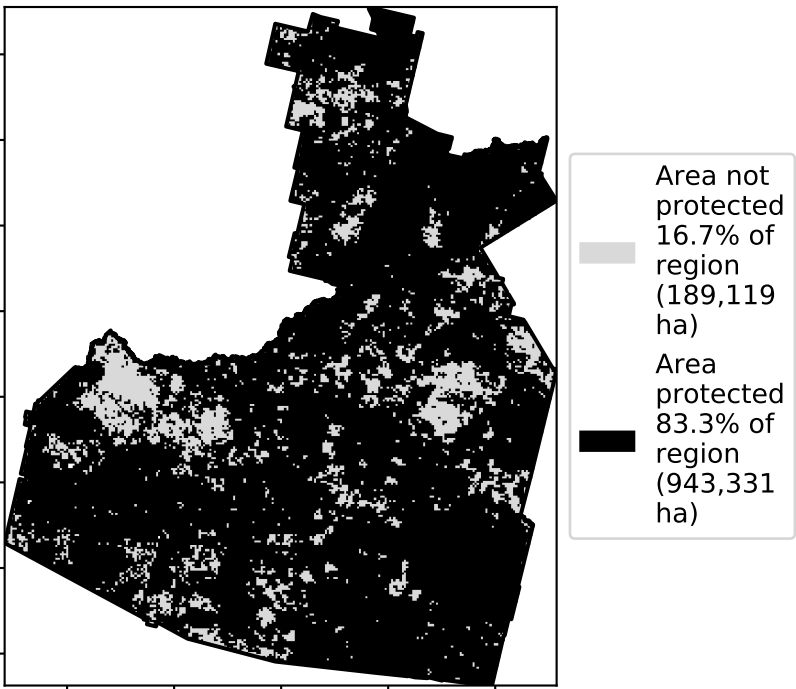 Area not
protected
16.7% of
region
(189,119
ha)
Area
protected
83.3% of
region
(943,331
ha)